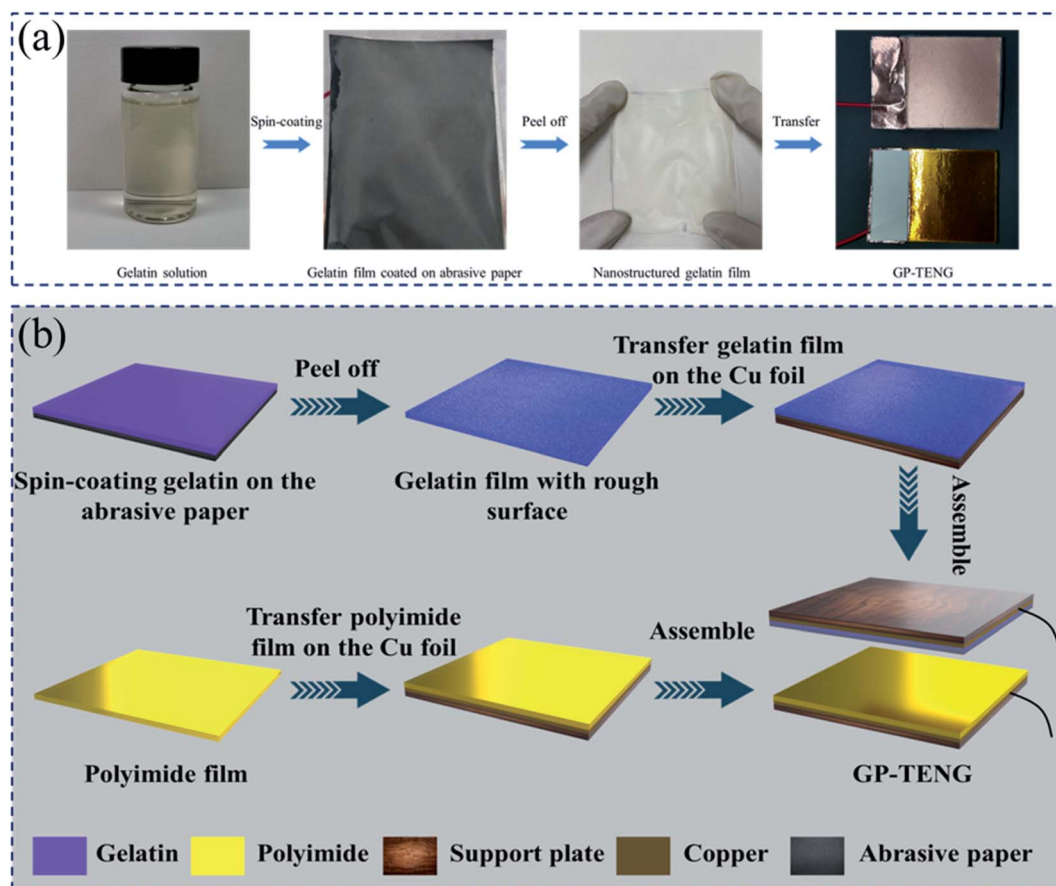 (a)
Spin-coating
Peel off
Transfer
Gelatin solution
Gelatin film coated on abrasive paper
Nanostructured gelatin film
GP-TENG
(b)
Peel off
Transfer gelatin film
on the Cu foil
Spin-coating gelatin on the
abrasive paper
Gelatin film with rough
surface
Assemble
Transfer polyimide
film on the Cu foil
Assemble
Polyimide film
GP-TENG
Gelatin
Polyimide
Support plate
Copper
Abrasive paper